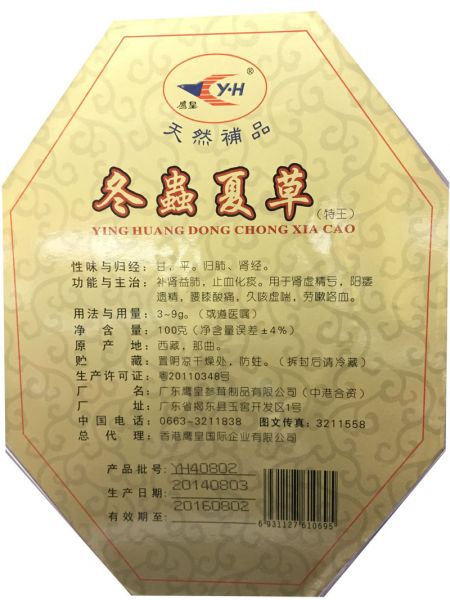 Y·H®
鹰皇
天然補品
冬蟲夏草(特王)
YING HUANG DONG CHONG XIA CAO
性味与归经:甘,平。归肺、肾经。
功能与主治:补肾益肺,止血化痰。用于肾虚精亏,阳萎
遗精,腰膝酸痛,久咳虚喘,劳嗽咯血。
用法与用量:3~9g。(或遵医嘱)
净 含 量:100克(净含量误差±4%)
原 产 地:西藏,那曲。
贮 藏:置阴凉干燥处,防蛀。(拆封后请冷藏)
生产许可证:粤20110348号
厂 名:广东鹰皇参茸制品有限公司(中港合资)
厂 址:广东省揭东县玉窖开发区1号
中国电话:0663-3211838 图文传真:3211558
总 代 理:香港鹰皇国际企业有限公司
产品批号:YH40802
生产日期:20140803
有效期至:20160802
6 931127 610695